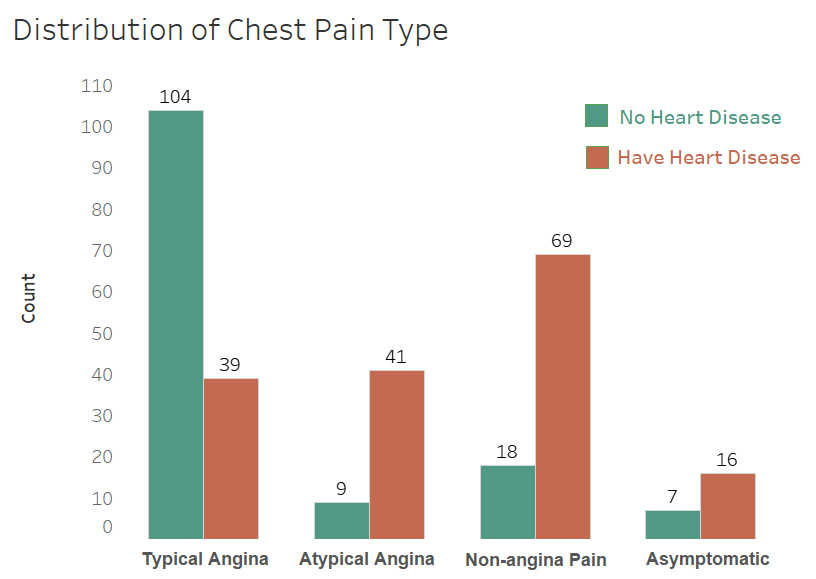 Distribution of Chest Pain Type
110
100
90
80
70
60
50
40
30
20
10
0
Count
104
39
9
41
18
69
7
16
No Heart Disease
Have Heart Disease
Typical Angina
Atypical Angina
Non-angina Pain
Asymptomatic